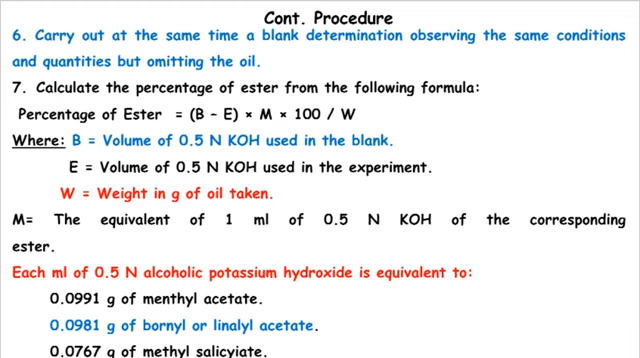 Cont. Procedure
6. Carry out at the same time a blank determination observing the same conditions
and quantities but omitting the oil.
7. Calculate the percentage of ester from the following formula:
Percentage of Ester = (B – E) × M × 100 / W
Where: B = Volume of 0.5 N KOH used in the blank.
E = Volume of 0.5 N KOH used in the experiment.
W = Weight in g of oil taken.
M= The equivalent of 1 ml of 0.5 N KOH of the corresponding
ester.
Each ml of 0.5 N alcoholic potassium hydroxide is equivalent to:
0.0991 g of menthyl acetate.
0.0981 g of bornyl or linalyl acetate.
0.0767 g of methyl salicyiate.